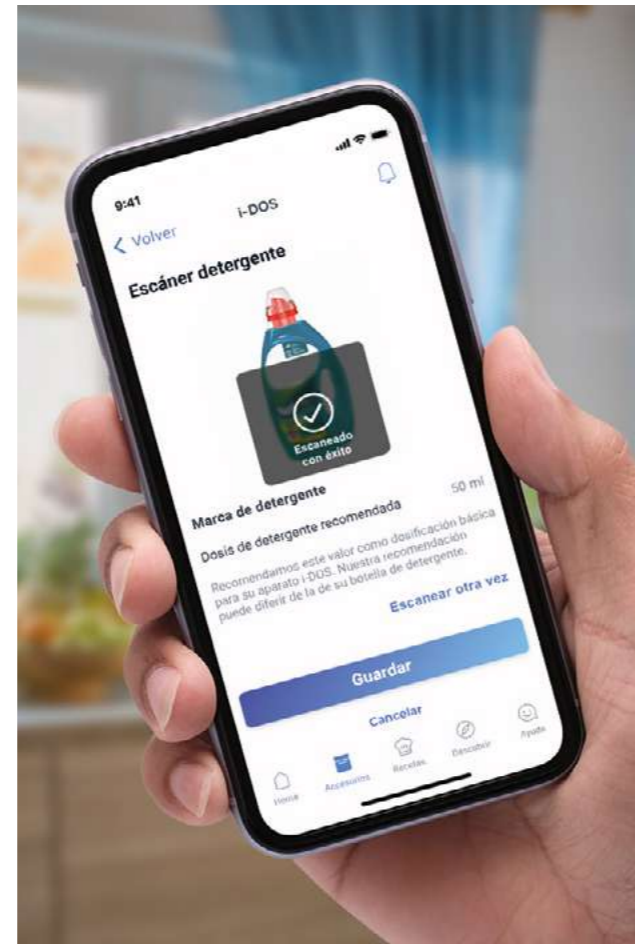 9:41
Volver
i-DOS
Escáner detergente
Escaneado
con éxito
Marca de detergente
Dosis de detergente recomendada 50 ml
Recomendamos este valor como dosificación básica
para su aparato i-DOS. Nuestra recomendación
puede diferir de la de su botella de detergente.
Escanear otra vez
Guardar
Cancelar
Home
Accesorios
Recetas
Descubrir
Ayuda